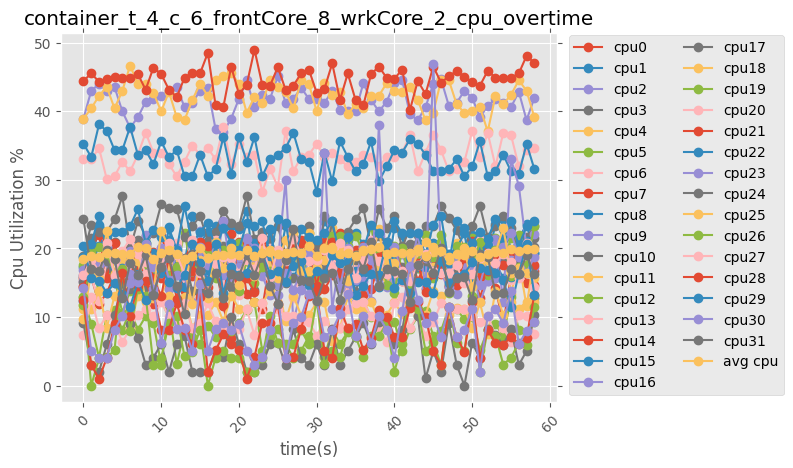 container_t_4_c_6_frontCore_8_wrkCore_2_cpu_overtime
50
40
30
20
10
0
Cpu Utilization %
0
10
20
30
40
50
60
time(s)
cpu0
cpu1
cpu2
cpu3
cpu4
cpu5
cpu6
cpu7
cpu8
cpu9
cpu10
cpu11
cpu12
cpu13
cpu14
cpu15
cpu16
cpu17
cpu18
cpu19
cpu20
cpu21
cpu22
cpu23
cpu24
cpu25
cpu26
cpu27
cpu28
cpu29
cpu30
cpu31
avg cpu